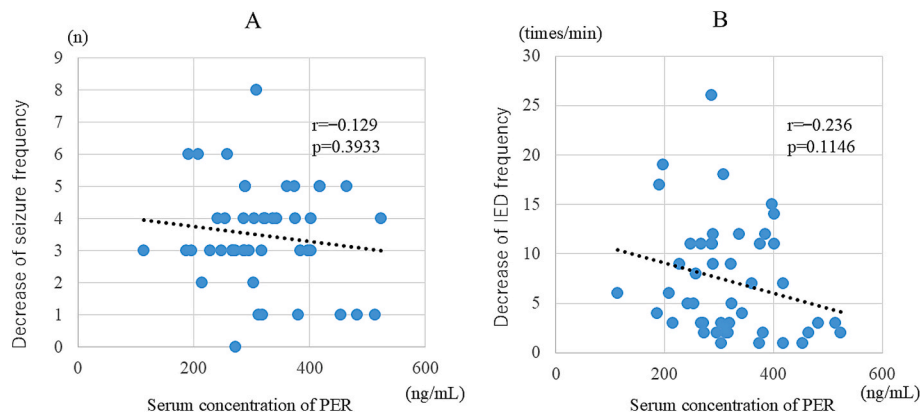 A
(n)
9
8
7
6
5
4
3
2
1
0
Decrease of seizure frequency
r=−0.129
p=0.3933
0
200
400
600
(ng/mL)
Serum concentration of PER
B
(times/min)
30
25
20
15
10
5
0
Decrease of IED frequency
r=−0.236
p=0.1146
0
200
400
600
(ng/mL)
Serum concentration of PER